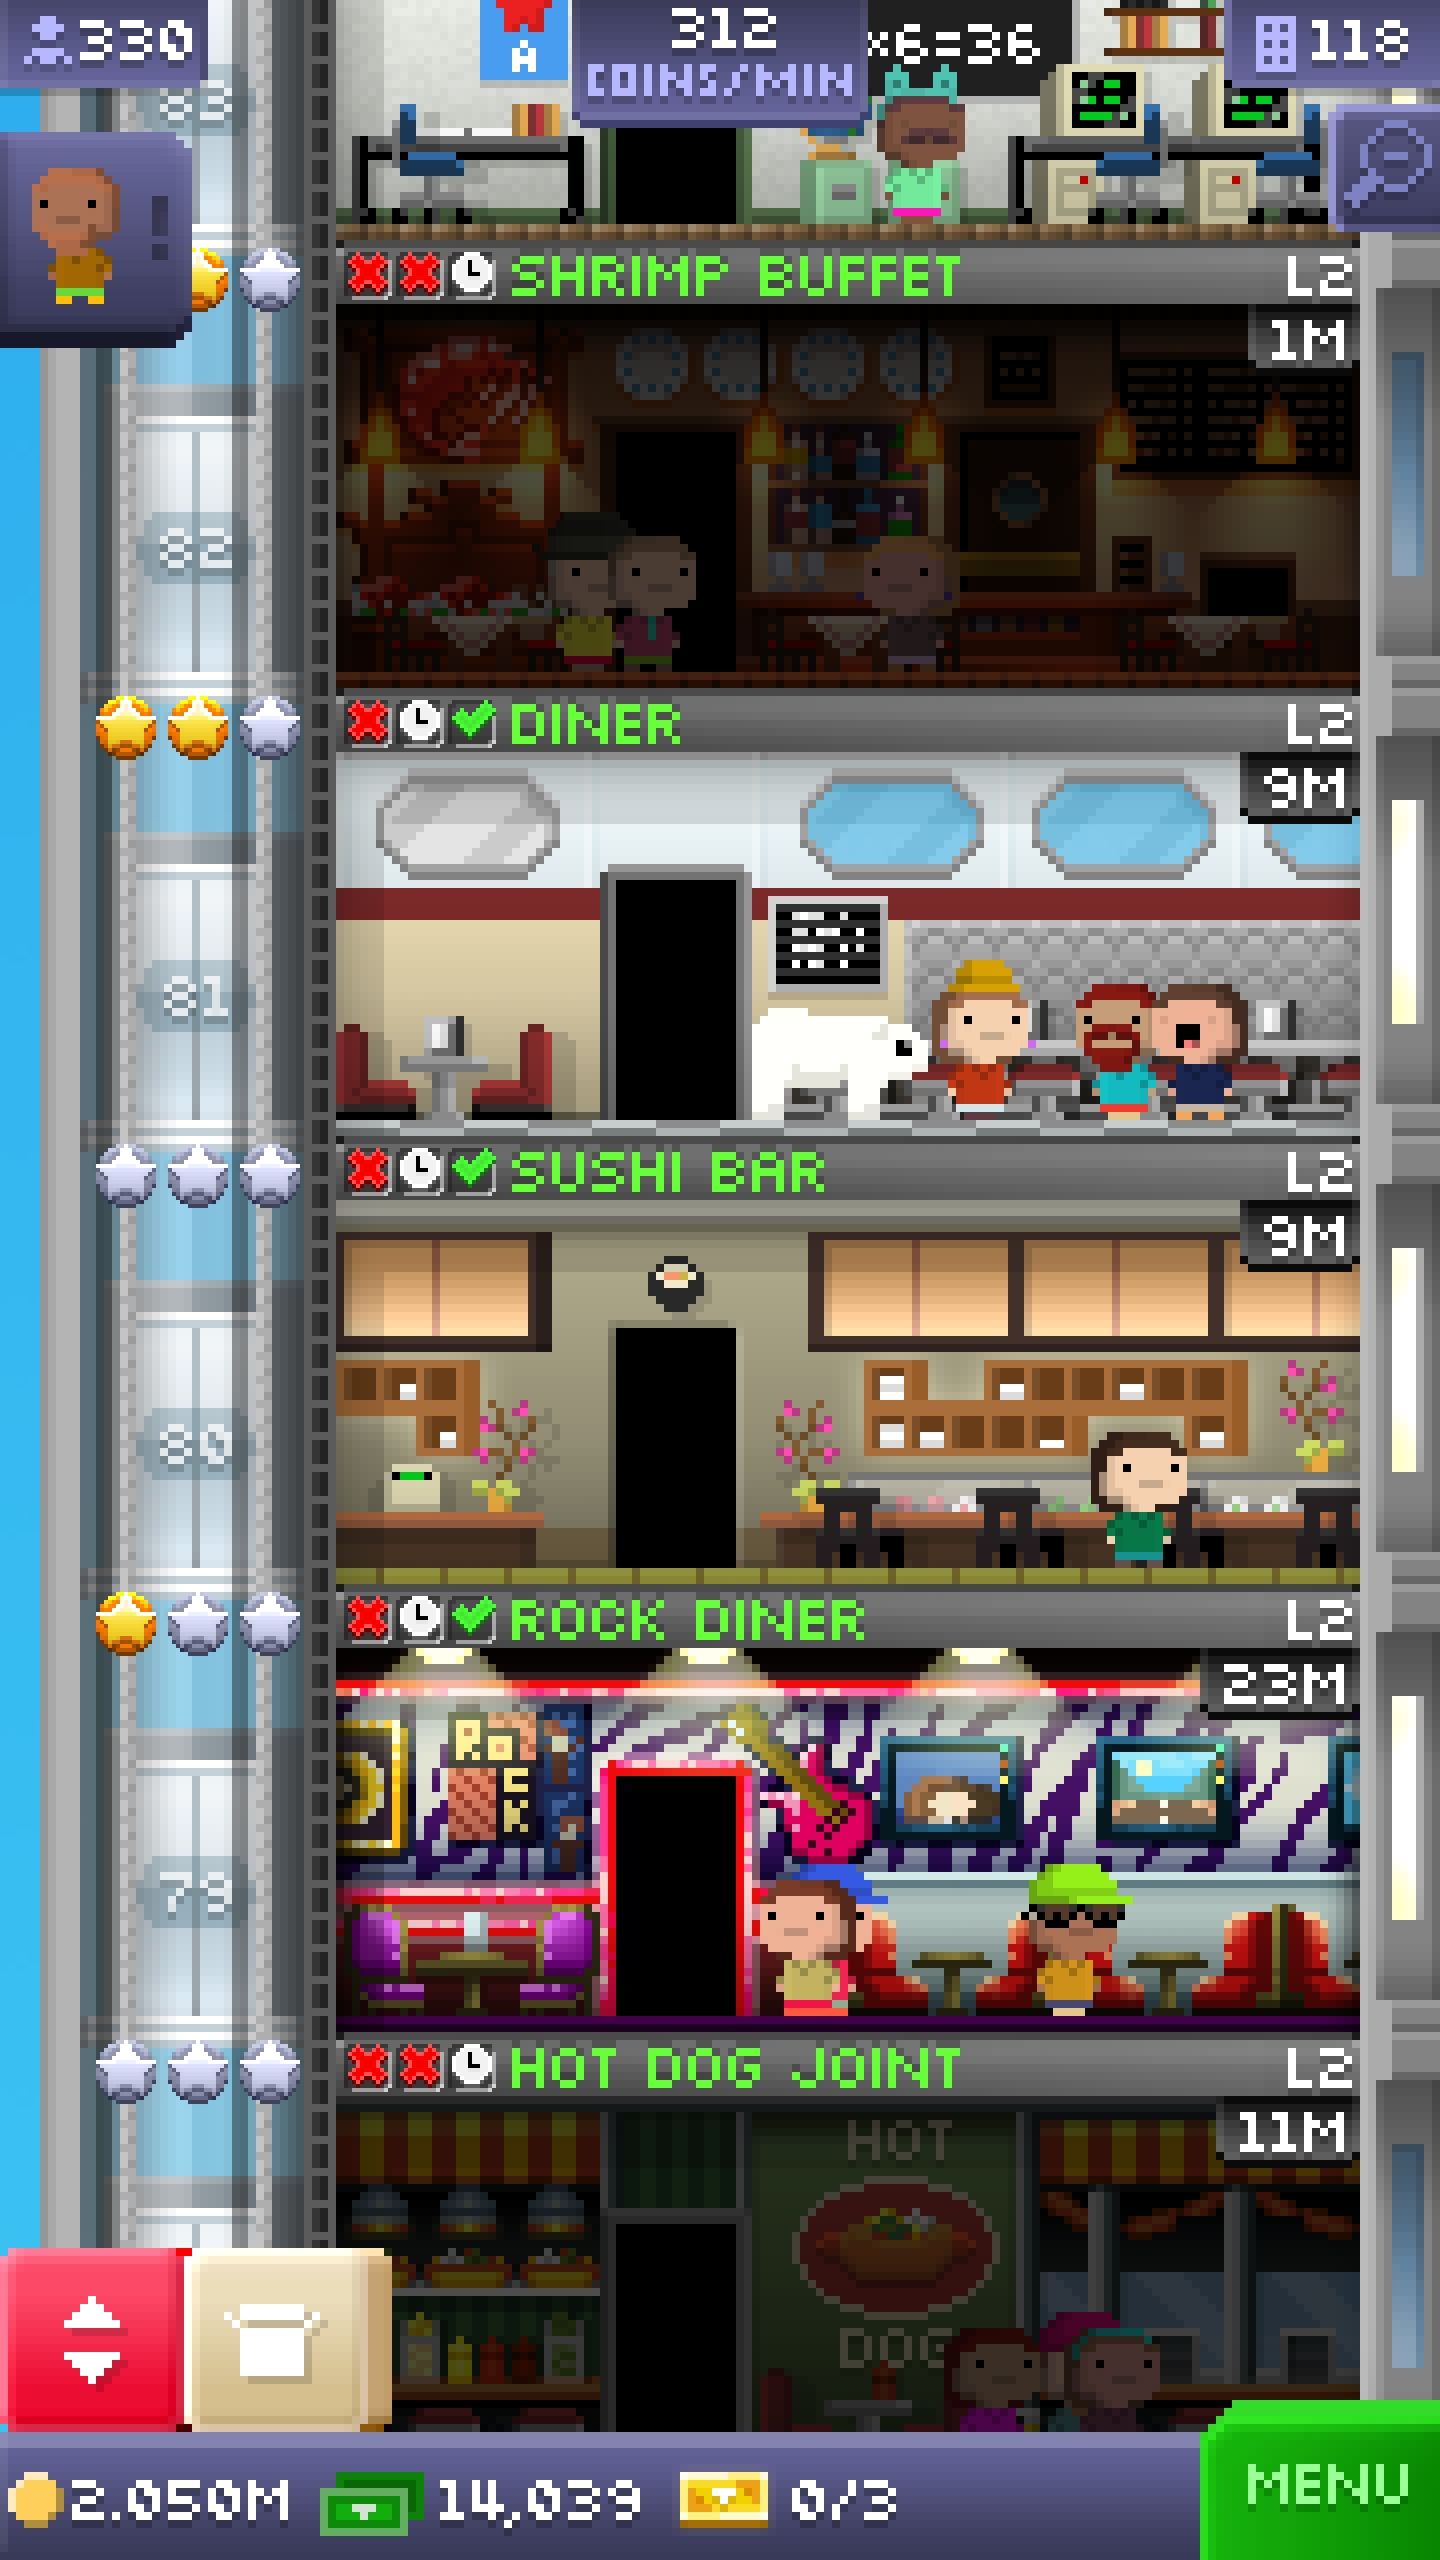 330
312
COINS/MIN
×6=36
118
A
83
SHRIMP BUFFET
L2
1M
82
DINER
L2
9M
81
SUSHI BAR
L2
9M
80
ROCK DINER
L2
23M
ROCK
79
HOT DOG JOINT
L2
11M
HOT
DOG
2.050M
14,039
0/3
MENU